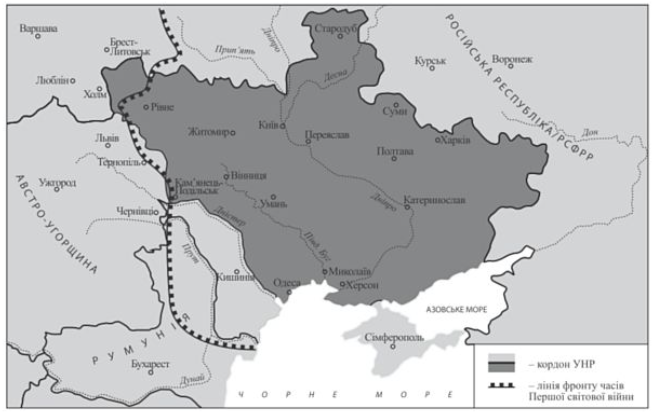 Варшава
Брест-
Литовськ
Прип'ять
Дніпро
Стародуб
Десна
Курськ
Воронеж
РОСІЙСЬКА РЕСПУБЛІКА/РСФРР
Люблін
Холм
Рівне
Житомир
Київ
Переяслав
Суми
Харків
Полтава
Дон
Львів
Тернопіль
Ужгород
АВСТРО-УГОРЩИНА
Кам'янець-
Подільськ
Вінниця
Умань
Дніпро
Катеринослав
Чернівці
Дністер
Прут
Півд. Буг
Кишинів
Одеса
Миколаїв
Херсон
АЗОВСЬКЕ МОРЕ
Сімферополь
РУМУНІЯ
Бухарест
Дунай
ЧОРНЕ МОРЕ
– кордон УНР
– лінія фронту часів
Першої світової війни